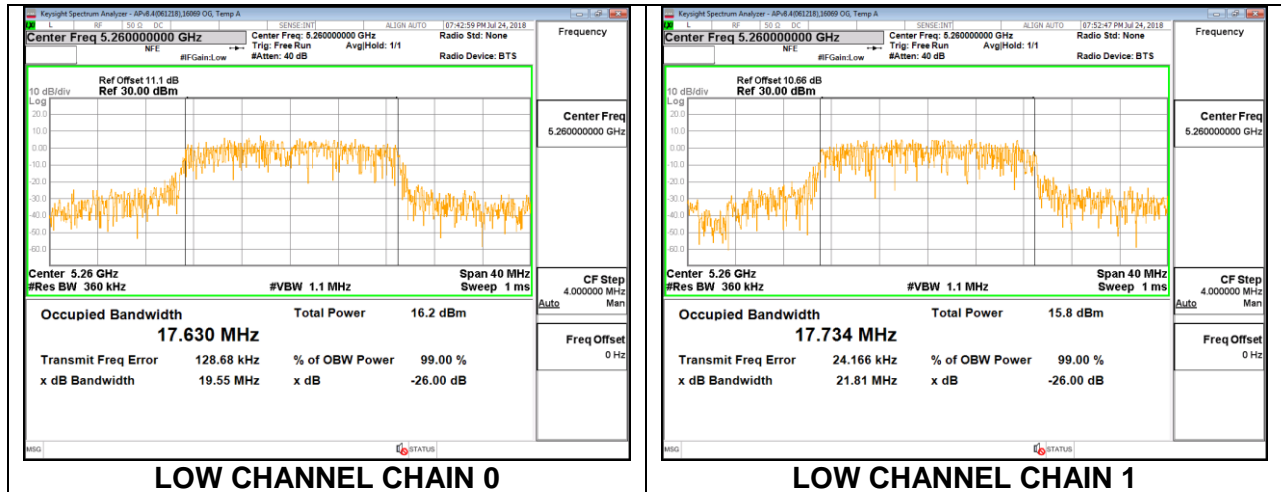 Keysight Spectrum Analyzer - APv8.4(061218),16069 OG, Temp A
L RF 50 Ω DC SENSE:INT ALIGN AUTO 07:42:59 PM Jul 24, 2018
Center Freq 5.260000000 GHz Center Freq: 5.260000000 GHz Radio Std: None Frequency
NFE Trig: Free Run Avg|Hold: 1/1
#IFGain:Low #Atten: 40 dB Radio Device: BTS
Ref Offset 11.1 dB
10 dB/div Ref 30.00 dBm
Log
20.0
10.0
0.00
-10.0
-20.0
-30.0
-40.0
-50.0
-60.0
Center Freq
5.260000000 GHz
Center 5.26 GHz Span 40 MHz
#Res BW 360 kHz #VBW 1.1 MHz Sweep 1 ms
CF Step
4.000000 MHz
Auto Man
Occupied Bandwidth Total Power 16.2 dBm
17.630 MHz
Transmit Freq Error 128.68 kHz % of OBW Power 99.00 %
x dB Bandwidth 19.55 MHz x dB -26.00 dB
Freq Offset
0 Hz
MSG STATUS
LOW CHANNEL CHAIN 0
Keysight Spectrum Analyzer - APv8.4(061218),16069 OG, Temp A
L RF 50 Ω DC SENSE:INT ALIGN AUTO 07:52:47 PM Jul 24, 2018
Center Freq 5.260000000 GHz Center Freq: 5.260000000 GHz Radio Std: None Frequency
NFE Trig: Free Run Avg|Hold: 1/1
#IFGain:Low #Atten: 40 dB Radio Device: BTS
Ref Offset 10.66 dB
10 dB/div Ref 30.00 dBm
Log
20.0
10.0
0.00
-10.0
-20.0
-30.0
-40.0
-50.0
-60.0
Center Freq
5.260000000 GHz
Center 5.26 GHz Span 40 MHz
#Res BW 360 kHz #VBW 1.1 MHz Sweep 1 ms
CF Step
4.000000 MHz
Auto Man
Occupied Bandwidth Total Power 15.8 dBm
17.734 MHz
Transmit Freq Error 24.166 kHz % of OBW Power 99.00 %
x dB Bandwidth 21.81 MHz x dB -26.00 dB
Freq Offset
0 Hz
MSG STATUS
LOW CHANNEL CHAIN 1